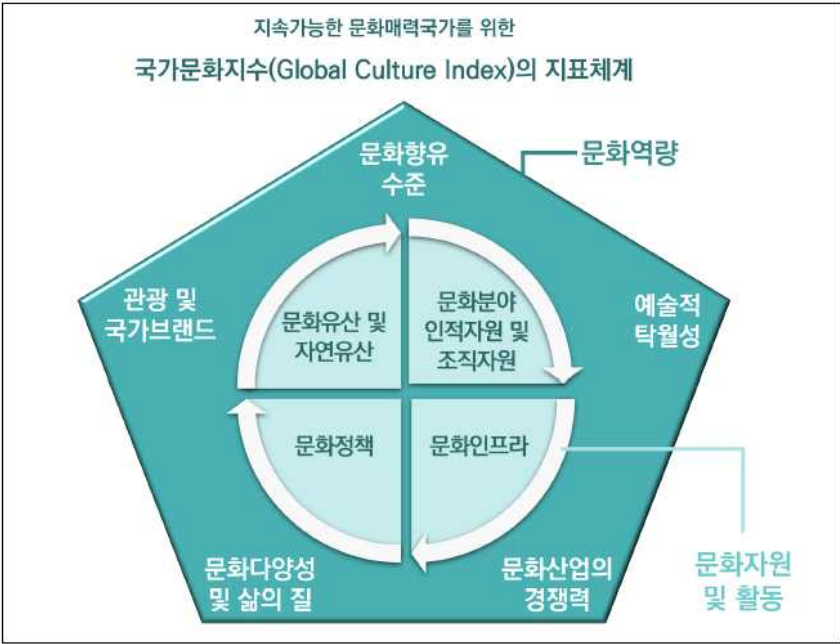 지속가능한 문화매력국가를 위한
국가문화지수(Global Culture Index)의 지표체계
문화향유
수준
문화역량
관광 및
국가브랜드
문화유산 및
자연유산
문화분야
인적자원 및
조직자원
예술적
탁월성
문화정책
문화인프라
문화다양성
및 삶의 질
문화산업의
경쟁력
문화자원
및 활동